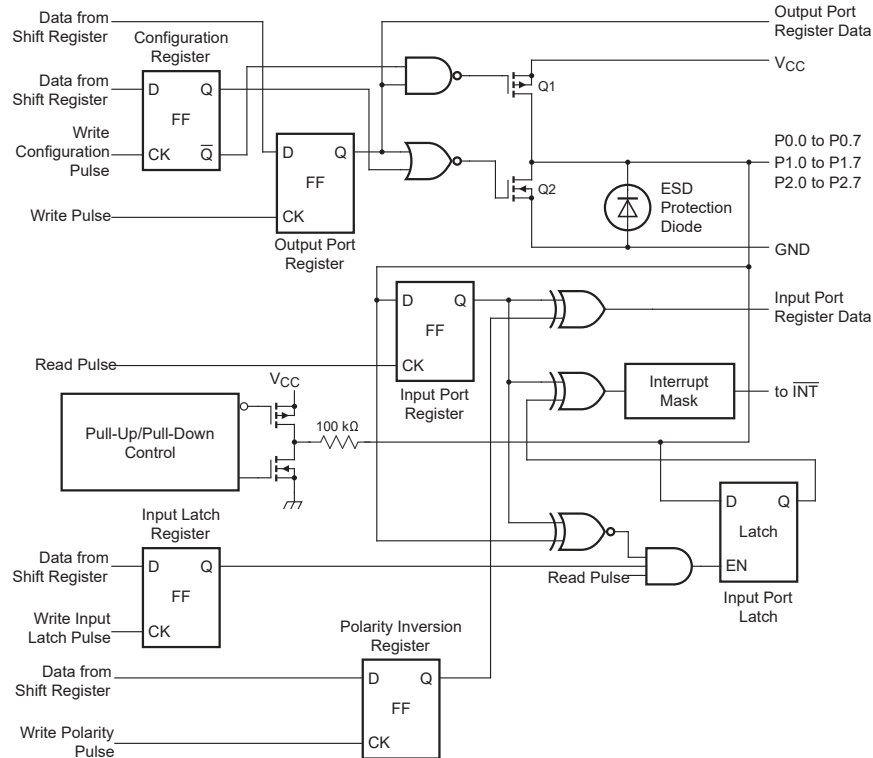 Data from
Shift Register
Configuration
Register
Output Port
Register Data
VCC
Data from
Shift Register
D
Q
FF
CK
Q
Write
Configuration
Pulse
Q1
D
Q
FF
CK
Write Pulse
Output Port
Register
Q2
ESD
Protection
Diode
P0.0 to P0.7
P1.0 to P1.7
P2.0 to P2.7
GND
D
Q
FF
CK
Read Pulse
Input Port
Register
Input Port
Register Data
Interrupt
Mask
to INT
VCC
Pull-Up/Pull-Down
Control
100 kΩ
D
Q
Latch
EN
Input Port
Latch
Input Latch
Register
Data from
Shift Register
D
Q
FF
CK
Write Input
Latch Pulse
Read Pulse
Polarity Inversion
Register
Data from
Shift Register
D
Q
FF
CK
Write Polarity
Pulse